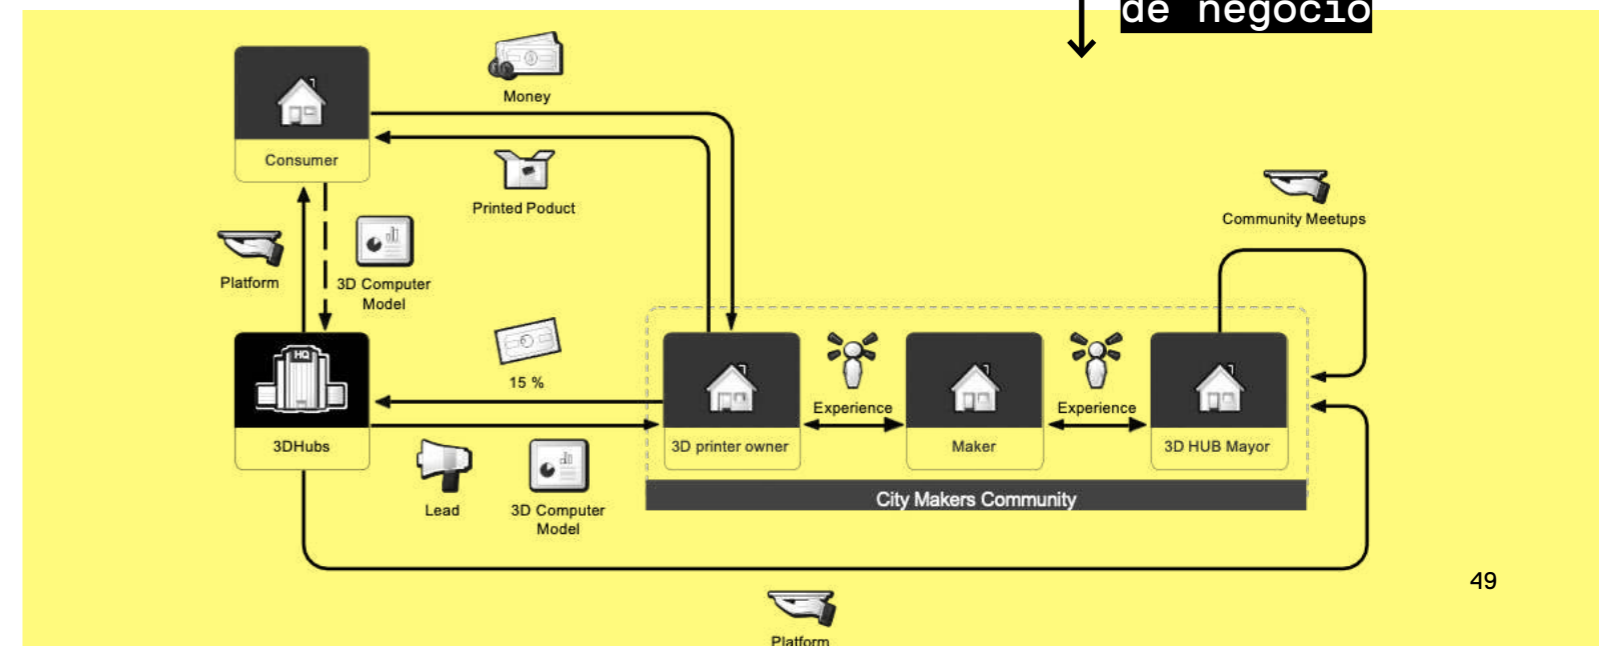 de negocio
Money
Consumer
Printed Poduct
Community Meetups
Platform
3D Computer
Model
15 %
HQ
3DHubs
Experience
Experience
3D printer owner
Maker
3D HUB Mayor
Lead
3D Computer
Model
City Makers Community
49
Platform